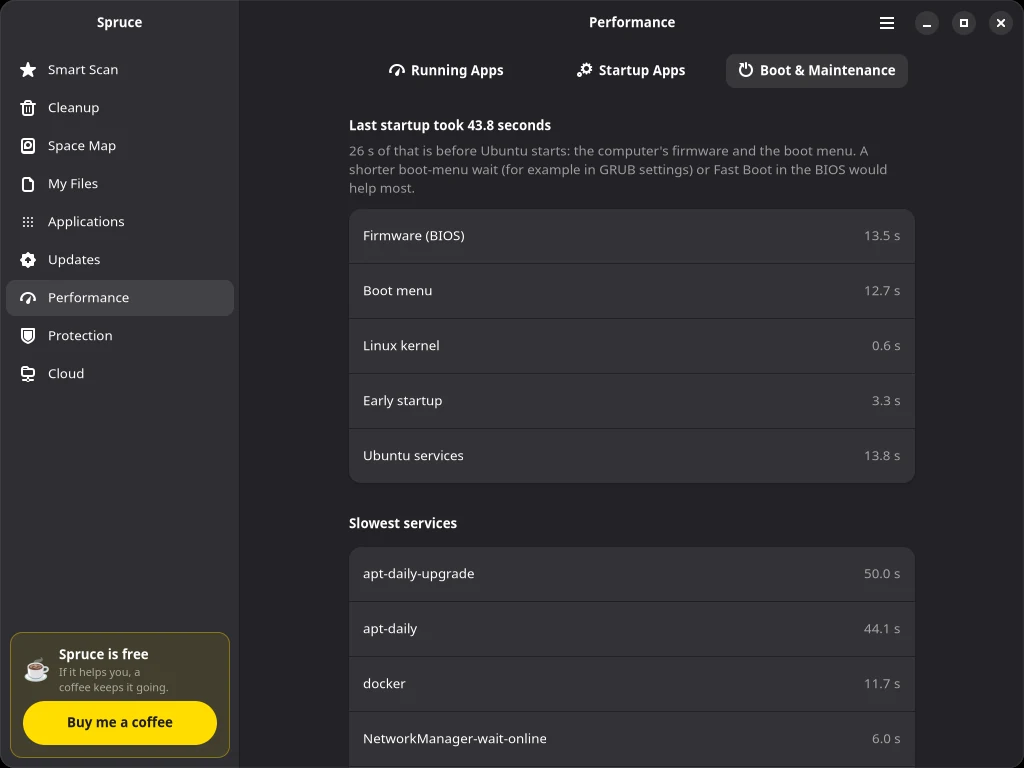 Spruce
Performance
Smart Scan
Cleanup
Space Map
My Files
Applications
Updates
Performance
Protection
Cloud
Spruce is free
If it helps you, a
coffee keeps it going.
Buy me a coffee
Running Apps
Startup Apps
Boot & Maintenance
Last startup took 43.8 seconds
26 s of that is before Ubuntu starts: the computer's firmware and the boot menu. A
shorter boot-menu wait (for example in GRUB settings) or Fast Boot in the BIOS would
help most.
Firmware (BIOS) 13.5 s
Boot menu 12.7 s
Linux kernel 0.6 s
Early startup 3.3 s
Ubuntu services 13.8 s
Slowest services
apt-daily-upgrade 50.0 s
apt-daily 44.1 s
docker 11.7 s
NetworkManager-wait-online 6.0 s